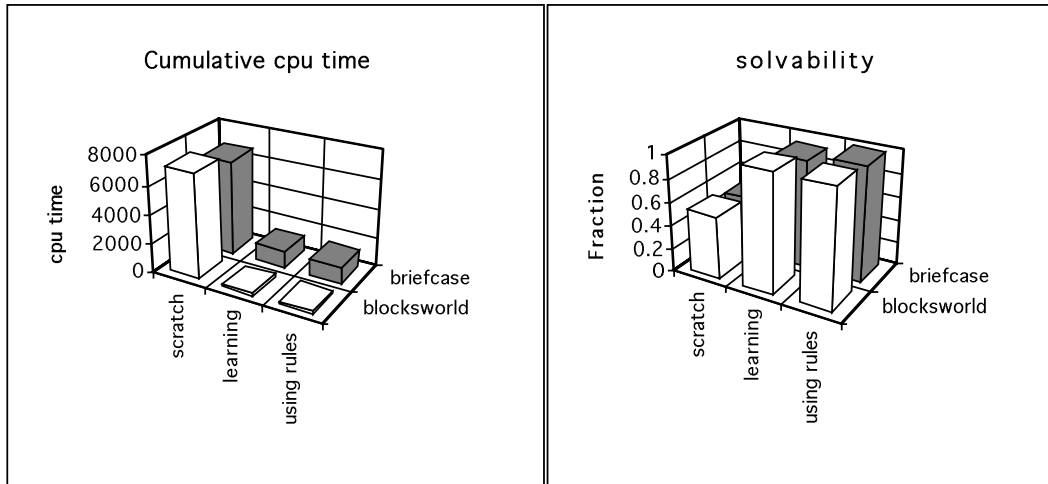 Cumulative cpu time
8000
6000
4000
2000
0
cpu time
scratch
learning
using rules
briefcase
blocksworld
solvability
1
0.8
0.6
0.4
0.2
0
Fraction
scratch
learning
using rules
briefcase
blocksworld